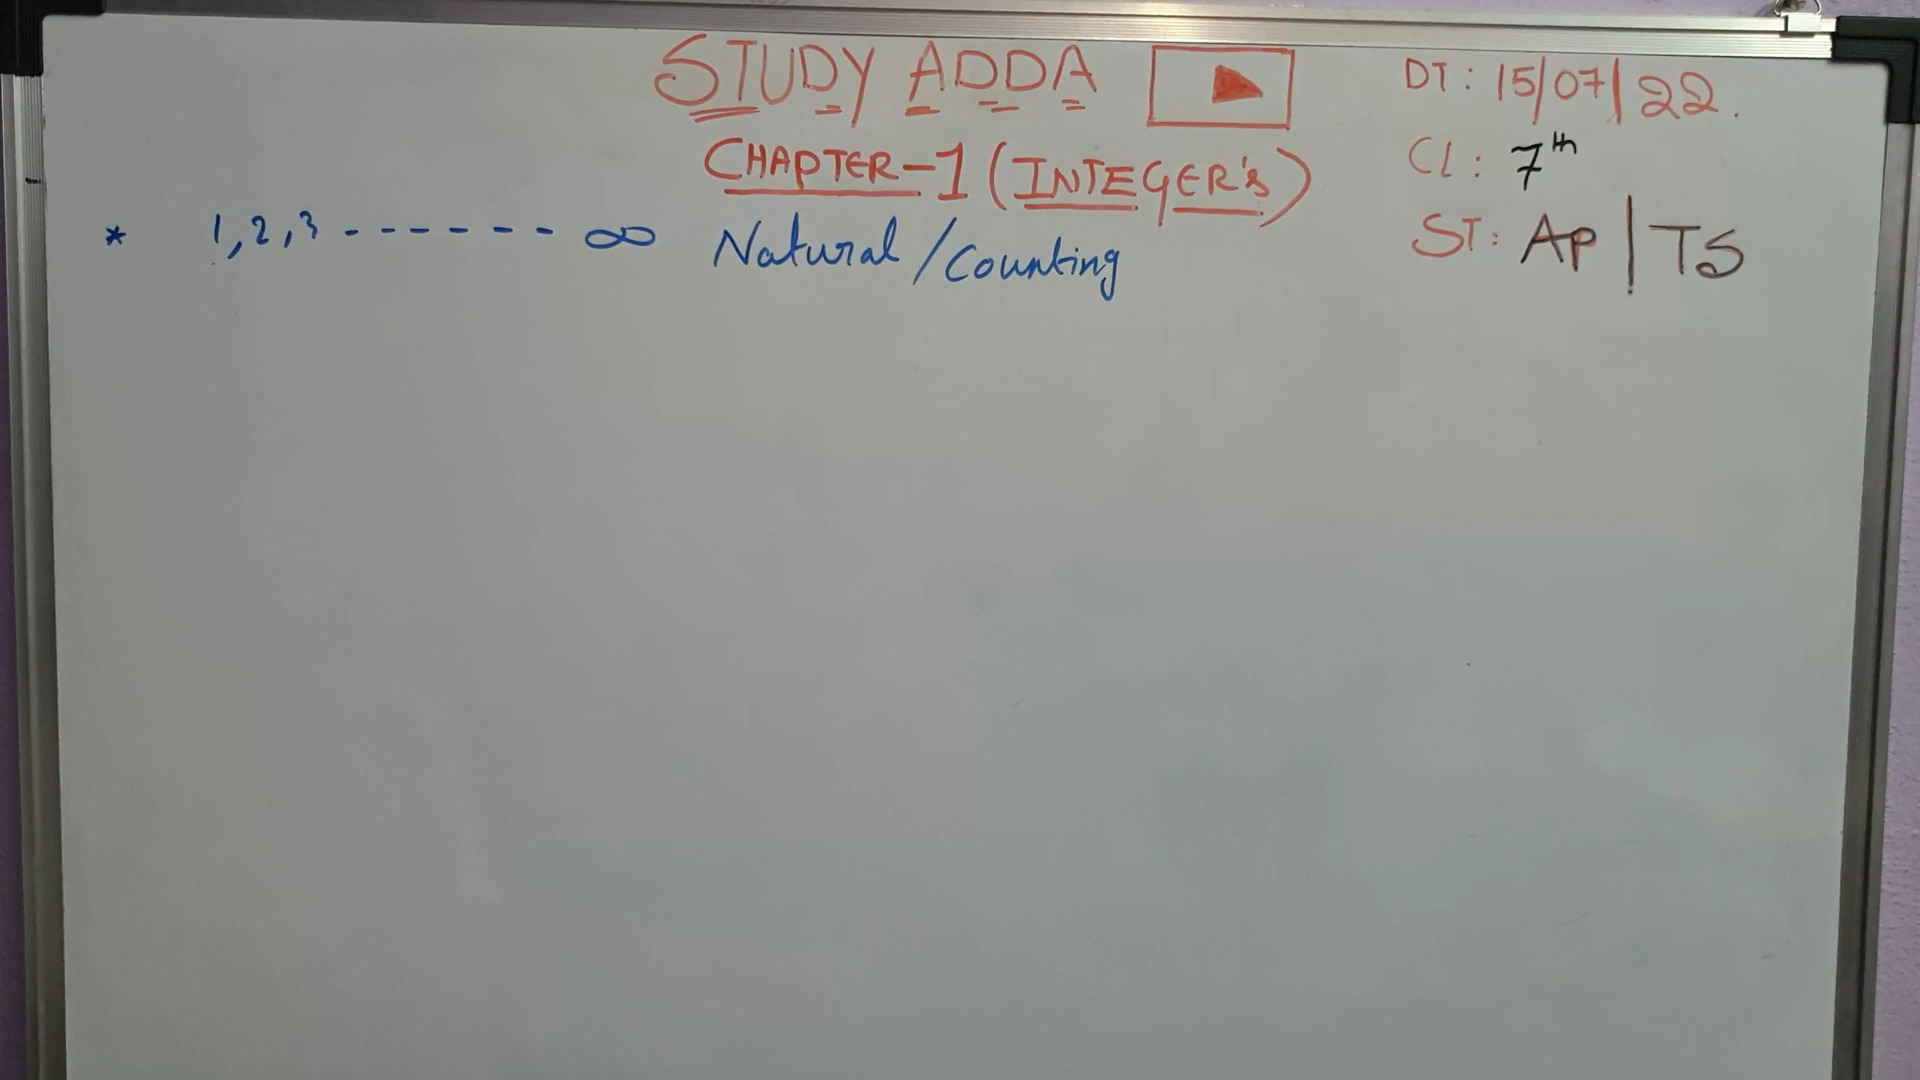 STUDY ADDA
DT: 15/07/22.
CHAPTER-1 (INTEGER's)
CL: 7th
* 1,2,3 ------- ∞ Natural/Counting
ST: AP | TS